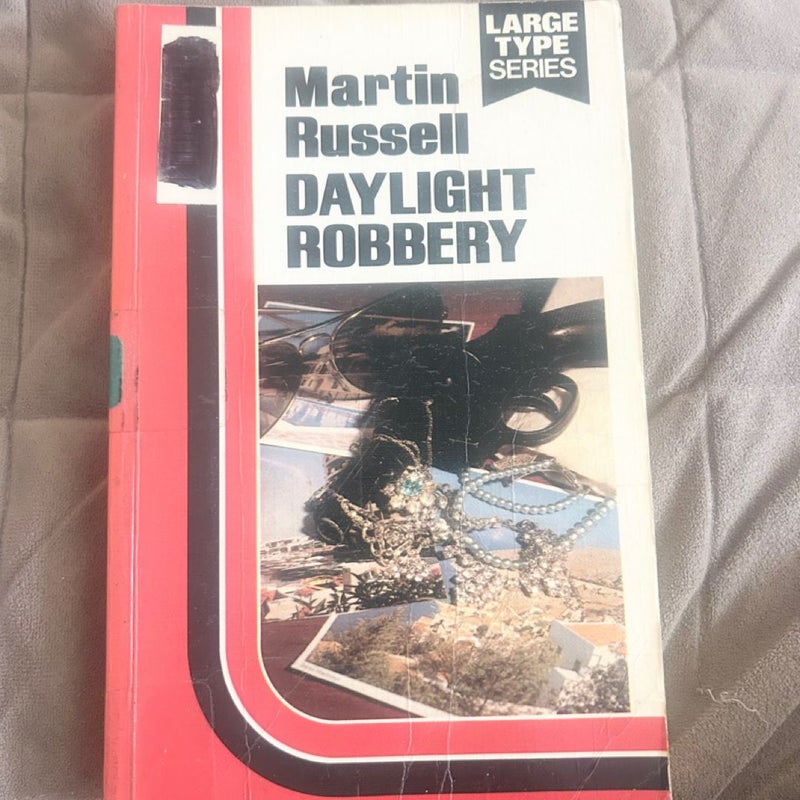 LARGE
TYPE
SERIES
Martin
Russell
DAYLIGHT
ROBBERY